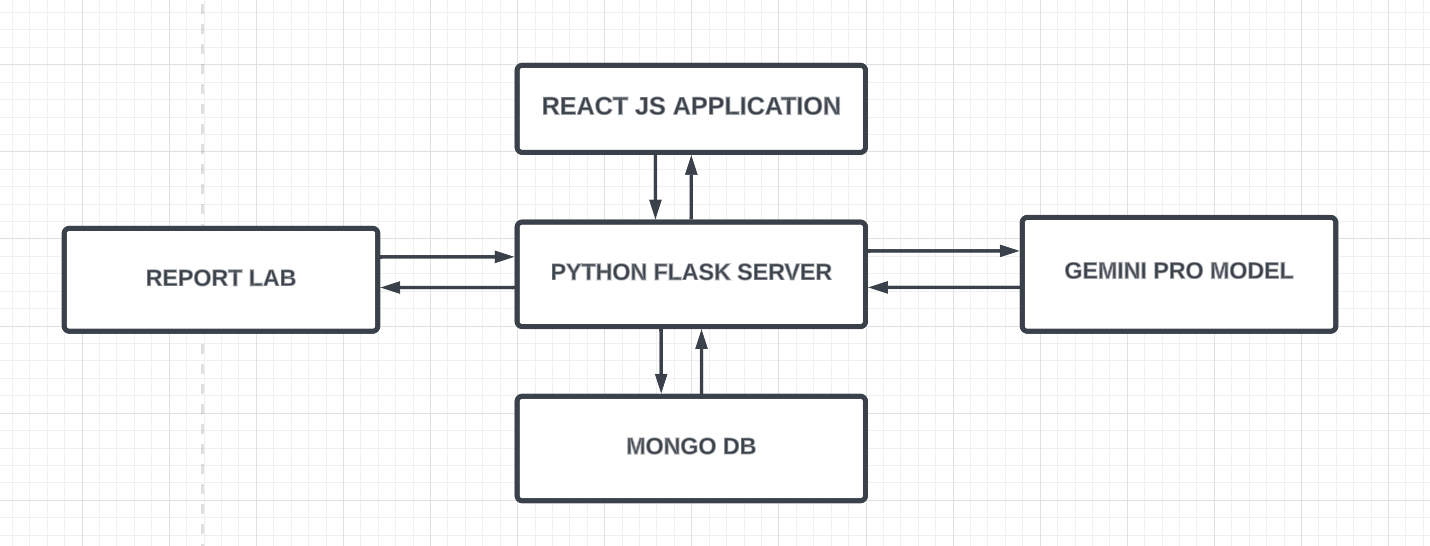 REACT JS APPLICATION
REPORT LAB
PYTHON FLASK SERVER
GEMINI PRO MODEL
MONGO DB